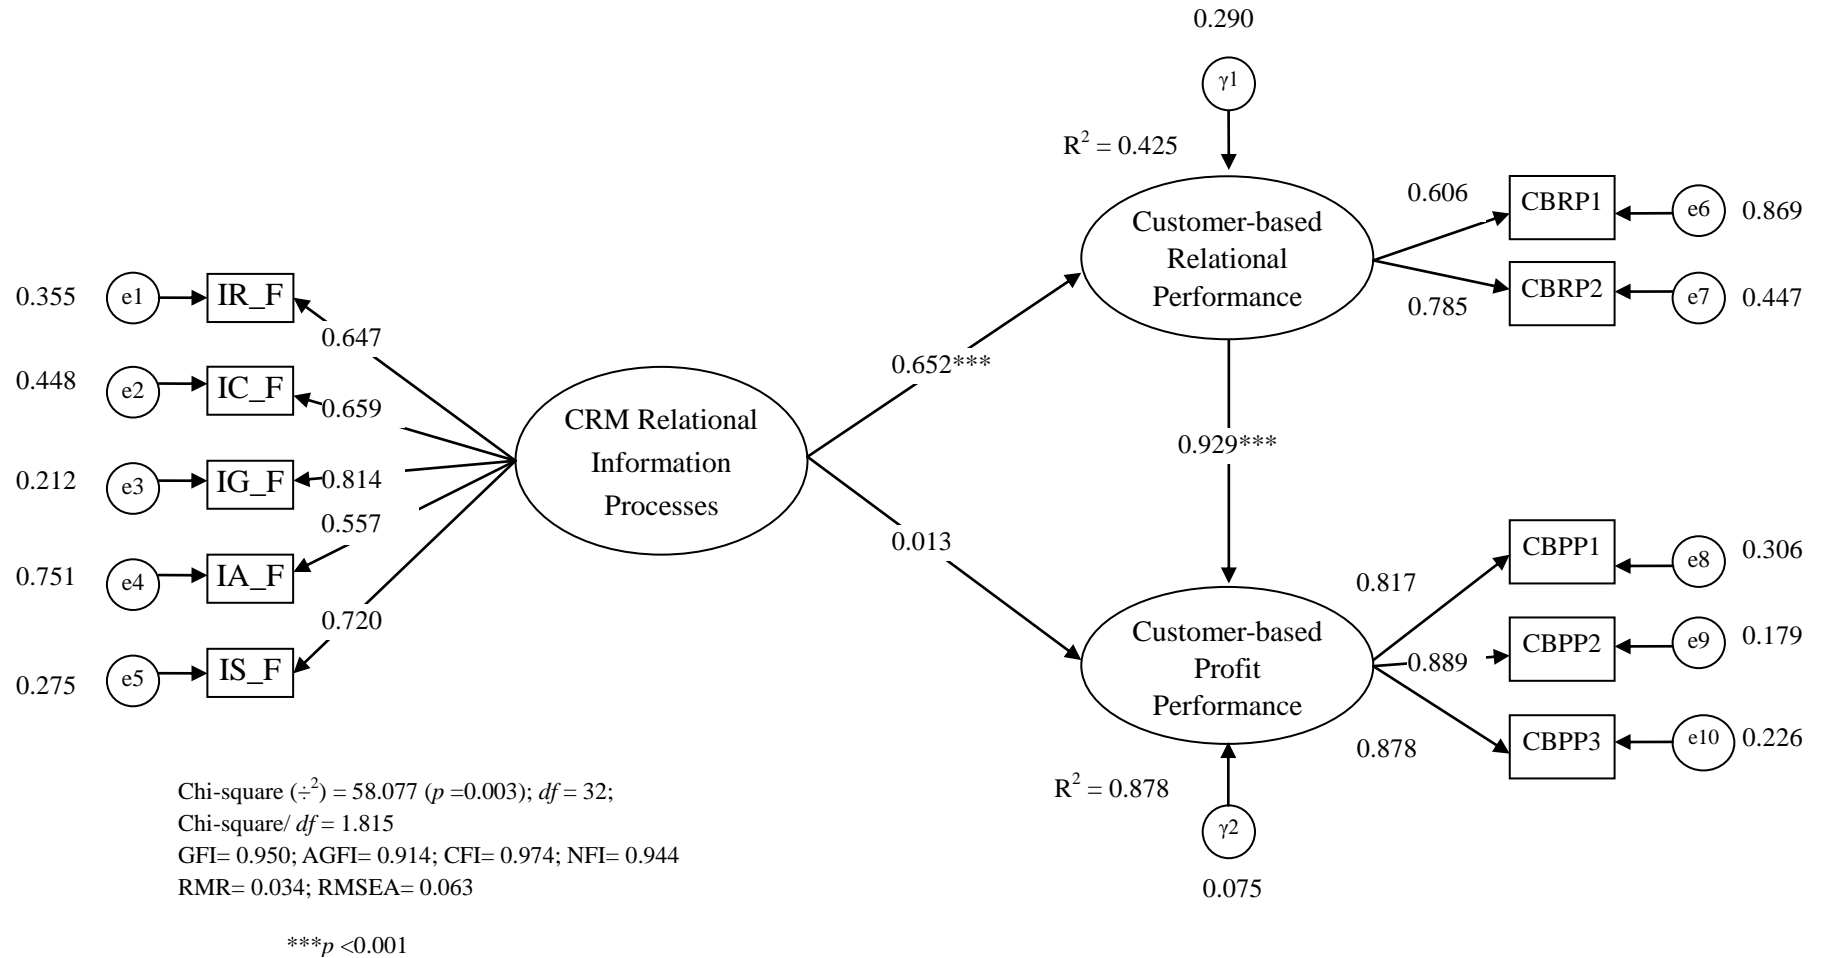 0.290
γ1
R² = 0.425
Customer-based
Relational
Performance
0.606
CBRP1
e6
0.869
0.785
CBRP2
e7
0.447
0.355
e1
IR_F
0.647
0.448
e2
IC_F
0.659
0.212
e3
IG_F
0.814
0.557
0.751
e4
IA_F
0.720
0.275
e5
IS_F
CRM Relational
Information
Processes
0.652***
0.929***
0.013
Customer-based
Profit
Performance
0.817
CBPP1
e8
0.306
0.889
CBPP2
e9
0.179
0.878
CBPP3
e10
0.226
R² = 0.878
γ2
0.075
Chi-square (÷²) = 58.077 (p =0.003); df = 32;
Chi-square/ df = 1.815
GFI= 0.950; AGFI= 0.914; CFI= 0.974; NFI= 0.944
RMR= 0.034; RMSEA= 0.063
***p <0.001